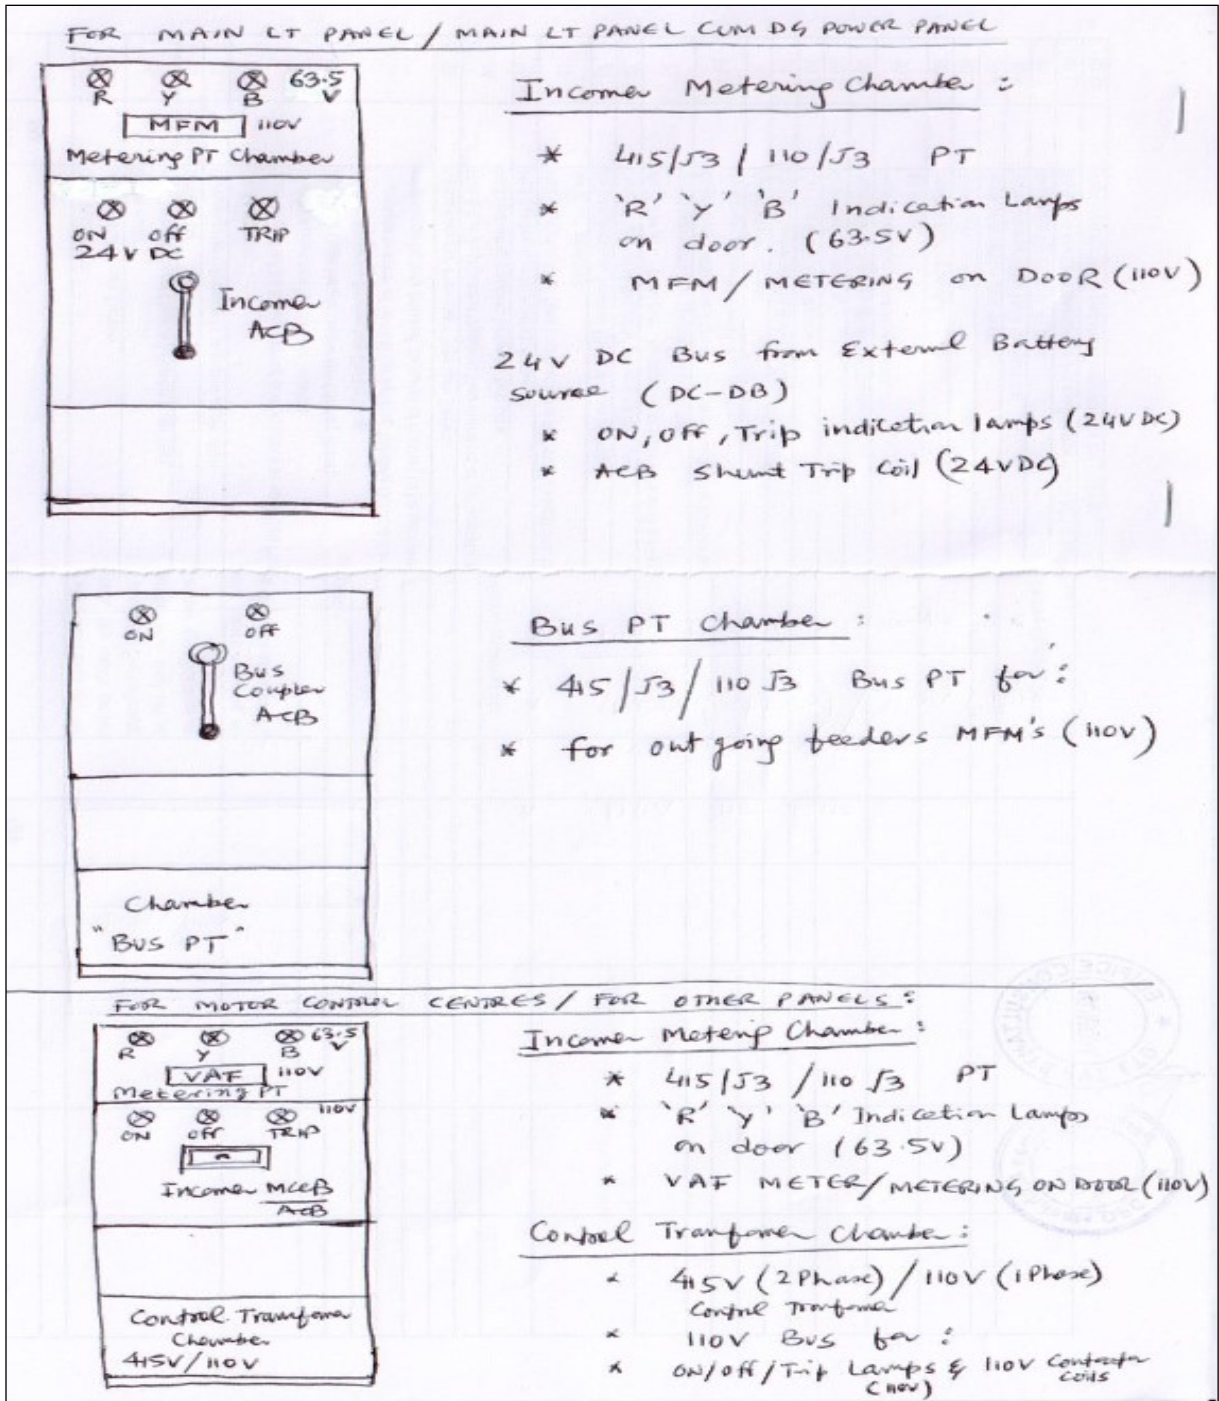 FOR MAIN LT PANEL / MAIN LT PANEL CUM DG POWER PANEL
R Y B 63.5 V
MFM 110V
Metering PT Chamber
ON OFF TRIP
24V DC
Incomer
ACB
Incomer Metering Chamber :
* 415/√3 / 110/√3 PT
* 'R' 'Y' 'B' Indication Lamps
on door. (63.5V)
* MFM / METERING on DOOR (110V)
24V DC Bus from External Battery
source (DC-DB)
* ON, OFF, Trip indication lamps (24V DC)
* ACB Shunt Trip Coil (24V DC)
ON OFF
Bus
Coupler
ACB
Chamber
"BUS PT"
Bus PT Chamber :
* 415/√3 / 110 √3 Bus PT for :
* for out going feeders MFM's (110V)
FOR MOTOR CONTROL CENTRES / FOR OTHER PANELS :
R Y B 63.5 V
VAF 110V
Metering PT
ON OFF TRIP 110V
Incomer MCCB
ACB
Control Tranfomer
Chamber
415V/110V
Incomer Metering Chamber :
* 415/√3 / 110 √3 PT
* 'R' 'Y' 'B' Indication Lamps
on door (63.5V)
* VAF METER / METERING ON DOOR (110V)
Control Tranfomer Chamber :
* 415V (2 Phase) / 110V (1 Phase)
Control Tranfomer
* 110V Bus for :
* ON/OFF/Trip Lamps & 110V Contactor
(110V) coils